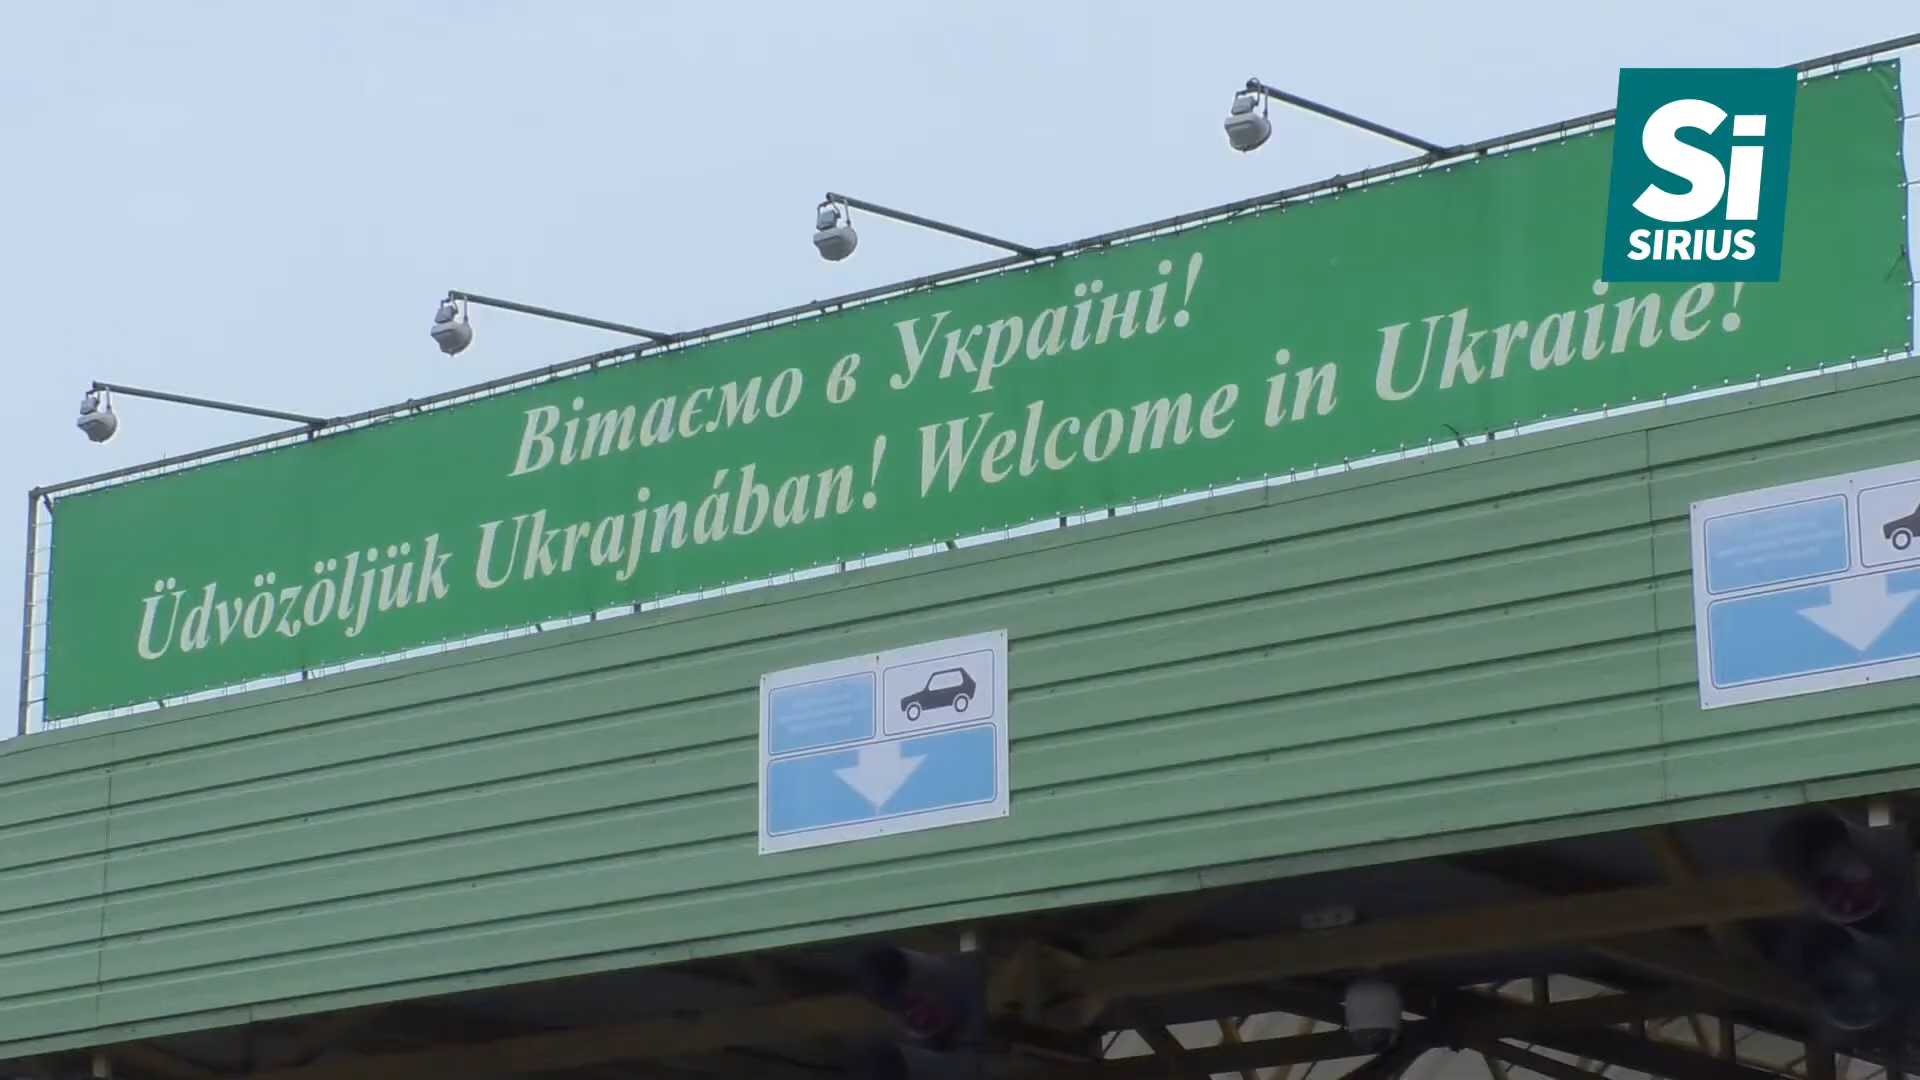 Si
SIRIUS
Вітаємо в Україні!
Üdvözöljük Ukrajnában! Welcome in Ukraine!